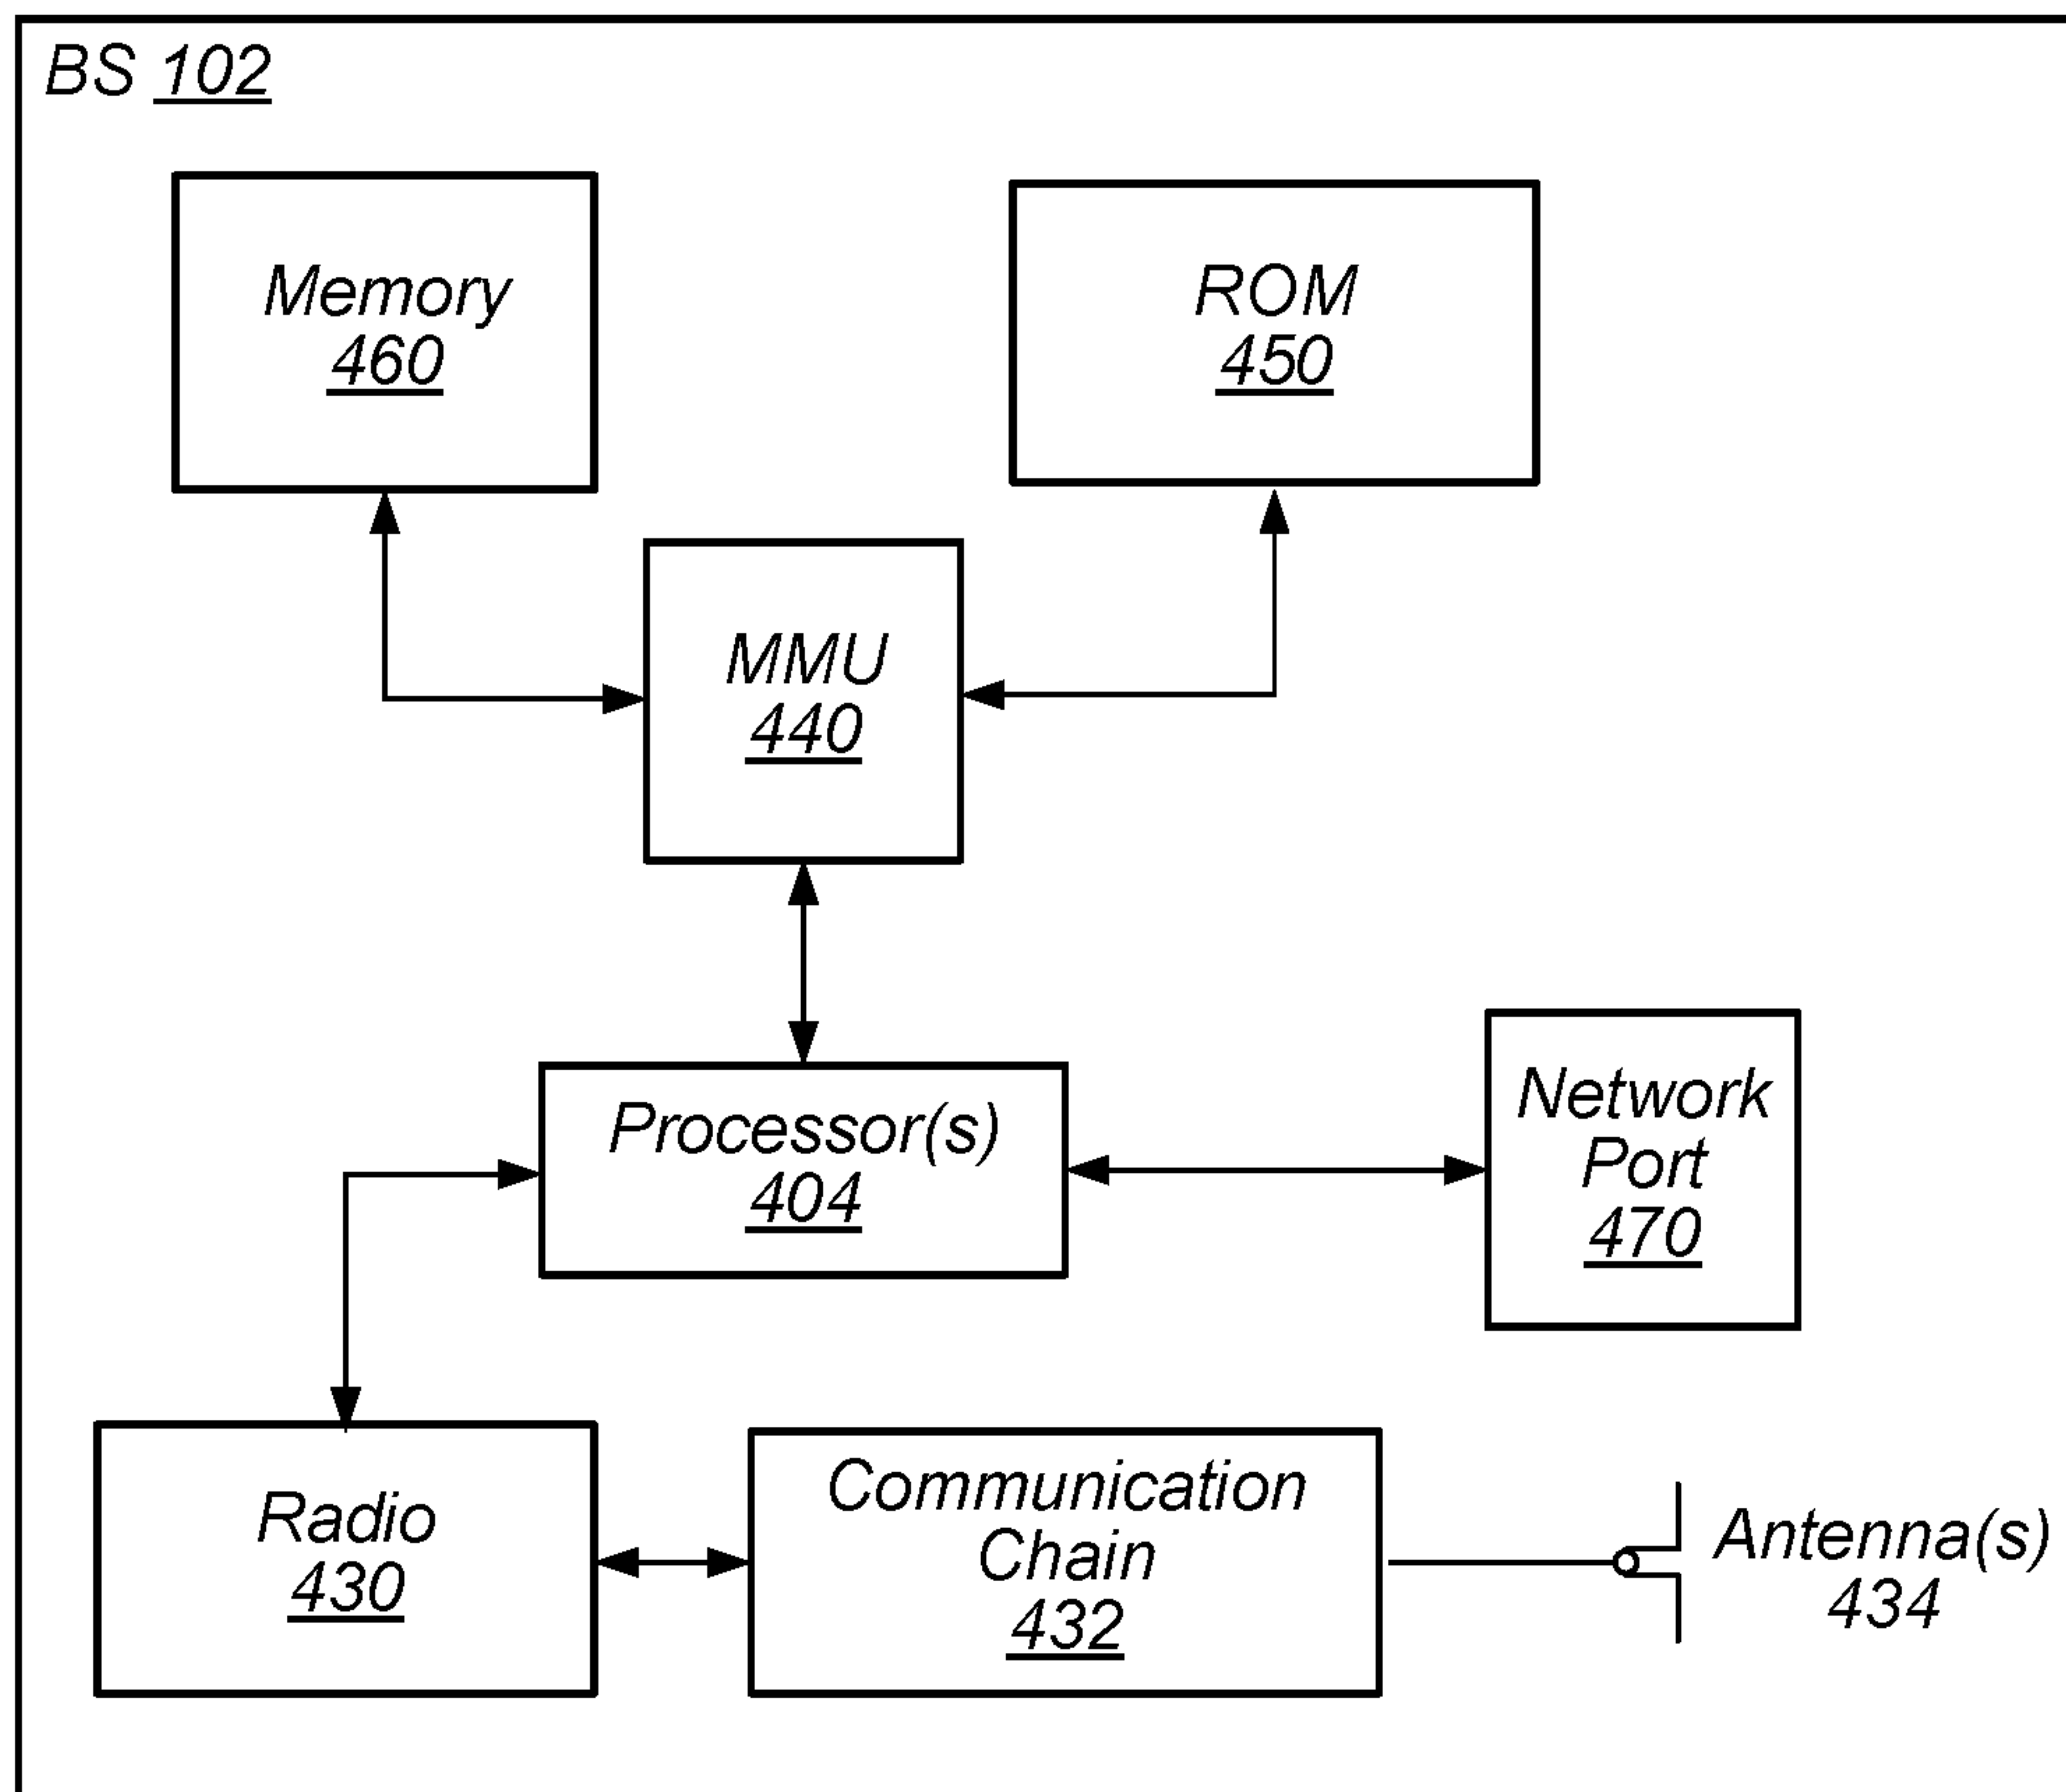 BS 102
Memory
460
ROM
450
MMU
440
Processor(s)
404
Network
Port
470
Radio
430
Communication
Chain
432
Antenna(s)
434